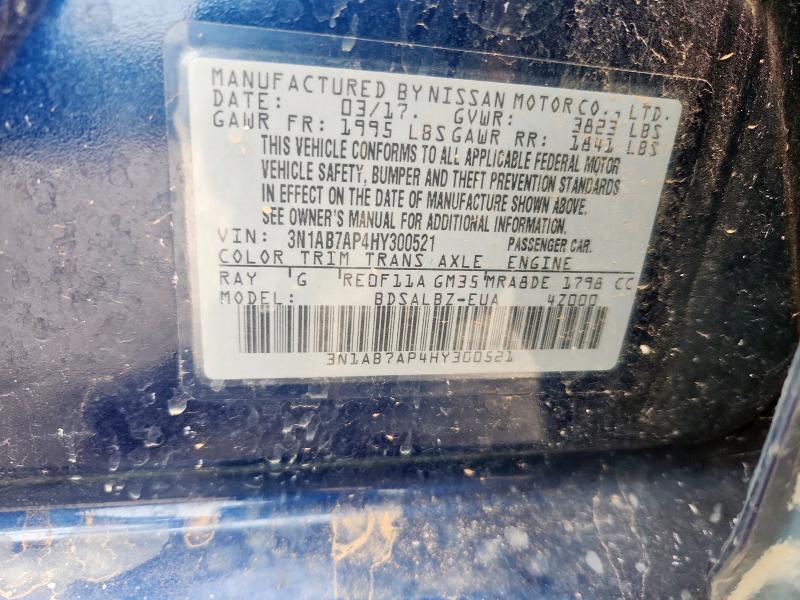 MANUFACTURED BY NISSAN MOTOR CO., LTD.
DATE: 03/17. GVWR: 3823 LBS
GAWR FR: 1995 LBS GAWR RR: 1841 LBS
THIS VEHICLE CONFORMS TO ALL APPLICABLE FEDERAL MOTOR
VEHICLE SAFETY, BUMPER AND THEFT PREVENTION STANDARDS
IN EFFECT ON THE DATE OF MANUFACTURE SHOWN ABOVE.
SEE OWNER'S MANUAL FOR ADDITIONAL INFORMATION.
VIN: 3N1AB7AP4HY300521 PASSENGER CAR.
COLOR TRIM TRANS AXLE ENGINE
RAY G RE0F11A GM35 MRA8DE 1798 CC
MODEL: BDSALBZ-EUA 4Z000
3N1AB7AP4HY300521